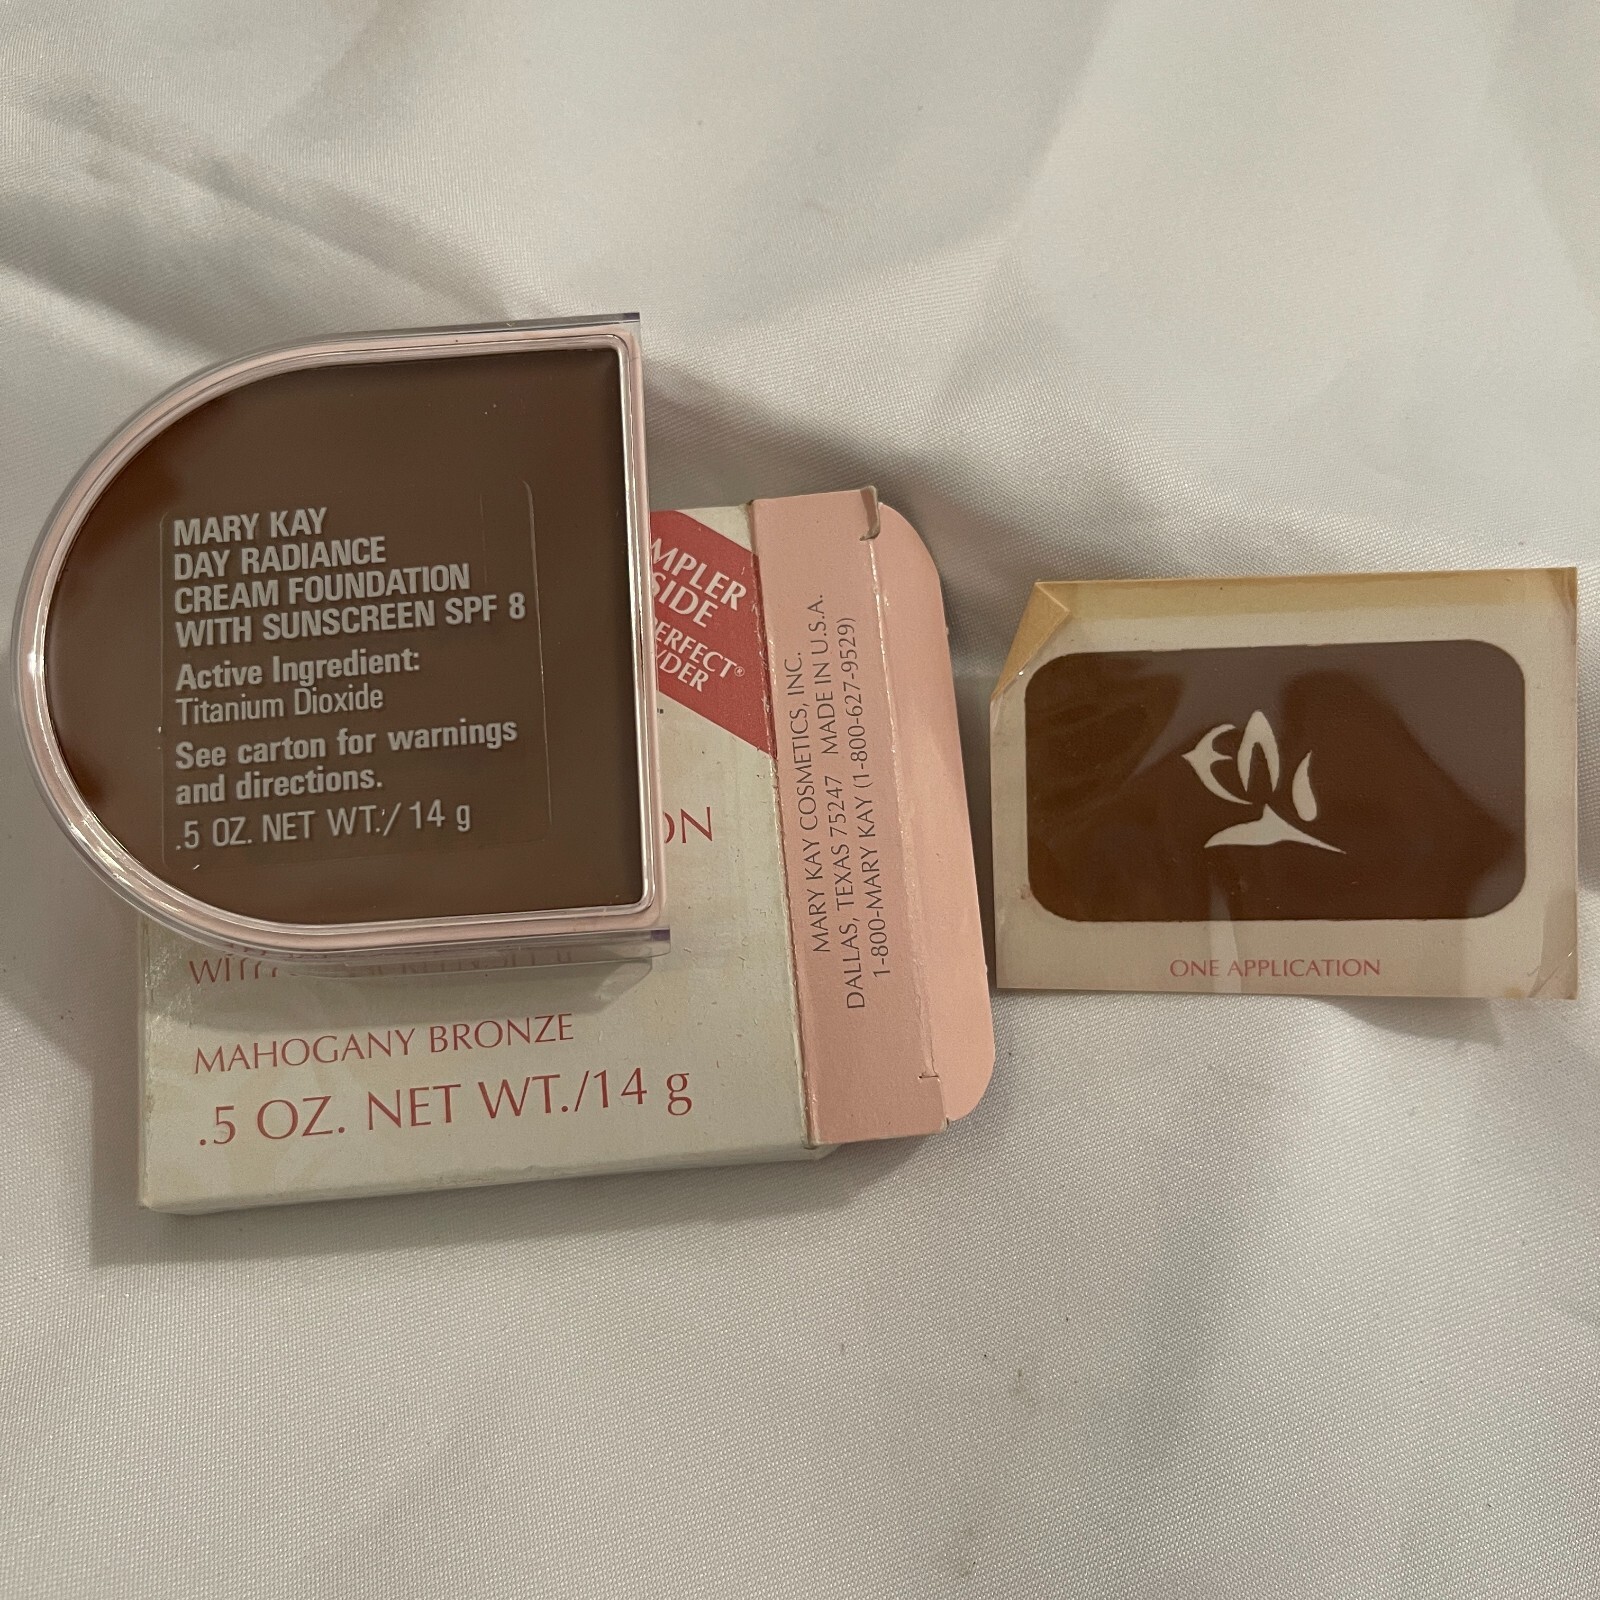 MARY KAY
DAY RADIANCE
CREAM FOUNDATION
WITH SUNSCREEN SPF 8
Active Ingredient:
Titanium Dioxide
See carton for warnings
and directions.
.5 OZ. NET WT./ 14 g
MPLER
SIDE
ERFECT®
WDER
ON
WITH
MAHOGANY BRONZE
.5 OZ. NET WT./14 g
MARY KAY COSMETICS, INC.
DALLAS, TEXAS 75247 MADE IN U.S.A.
1-800-MARY KAY (1-800-627-9529)
ONE APPLICATION